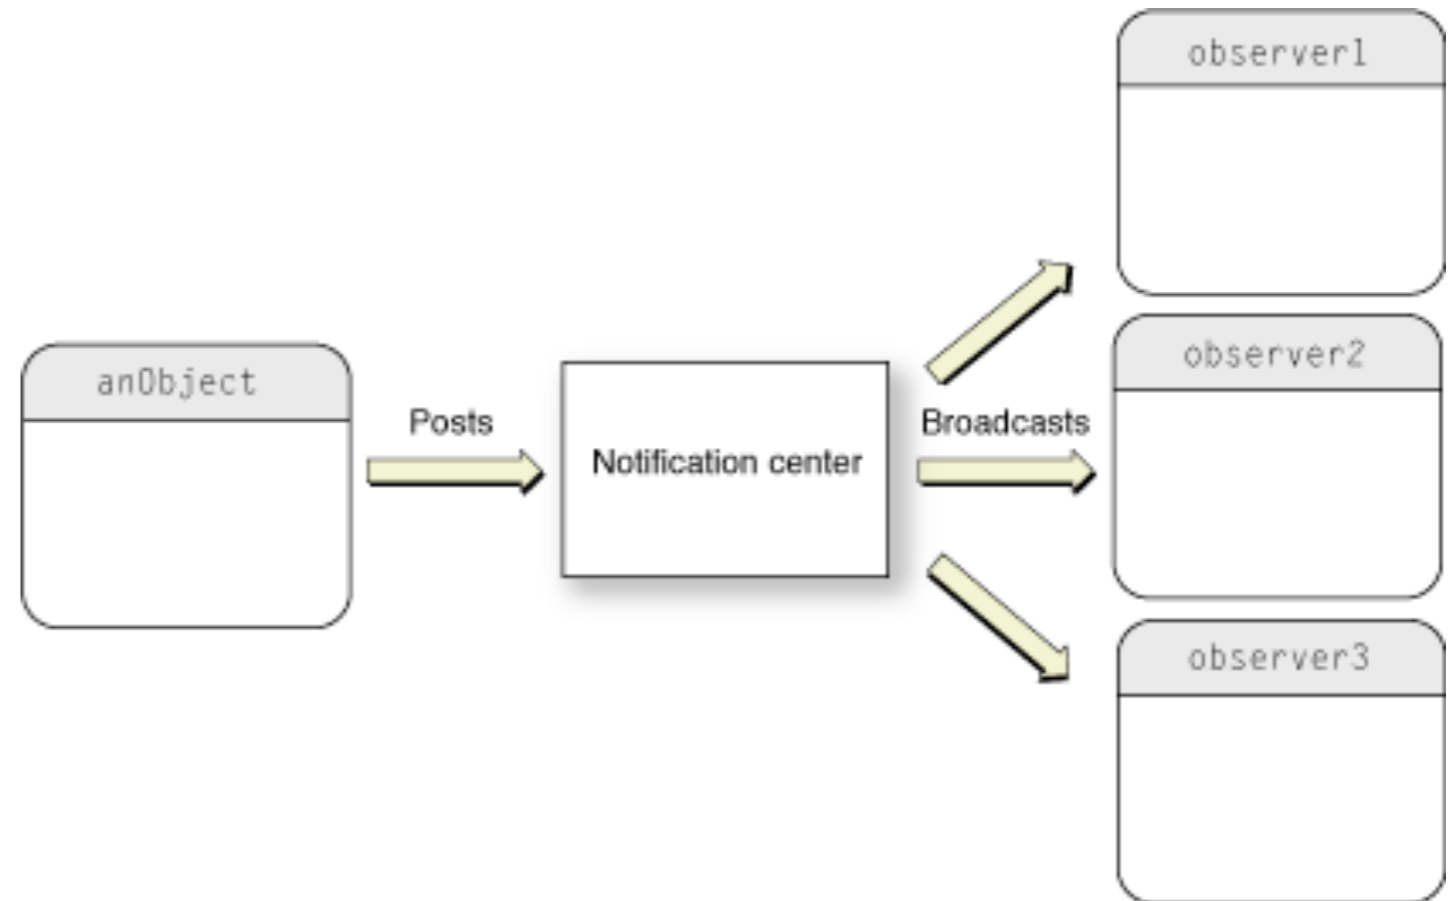 observer1
observer2
anObject
Posts
Broadcasts
Notification center
observer3